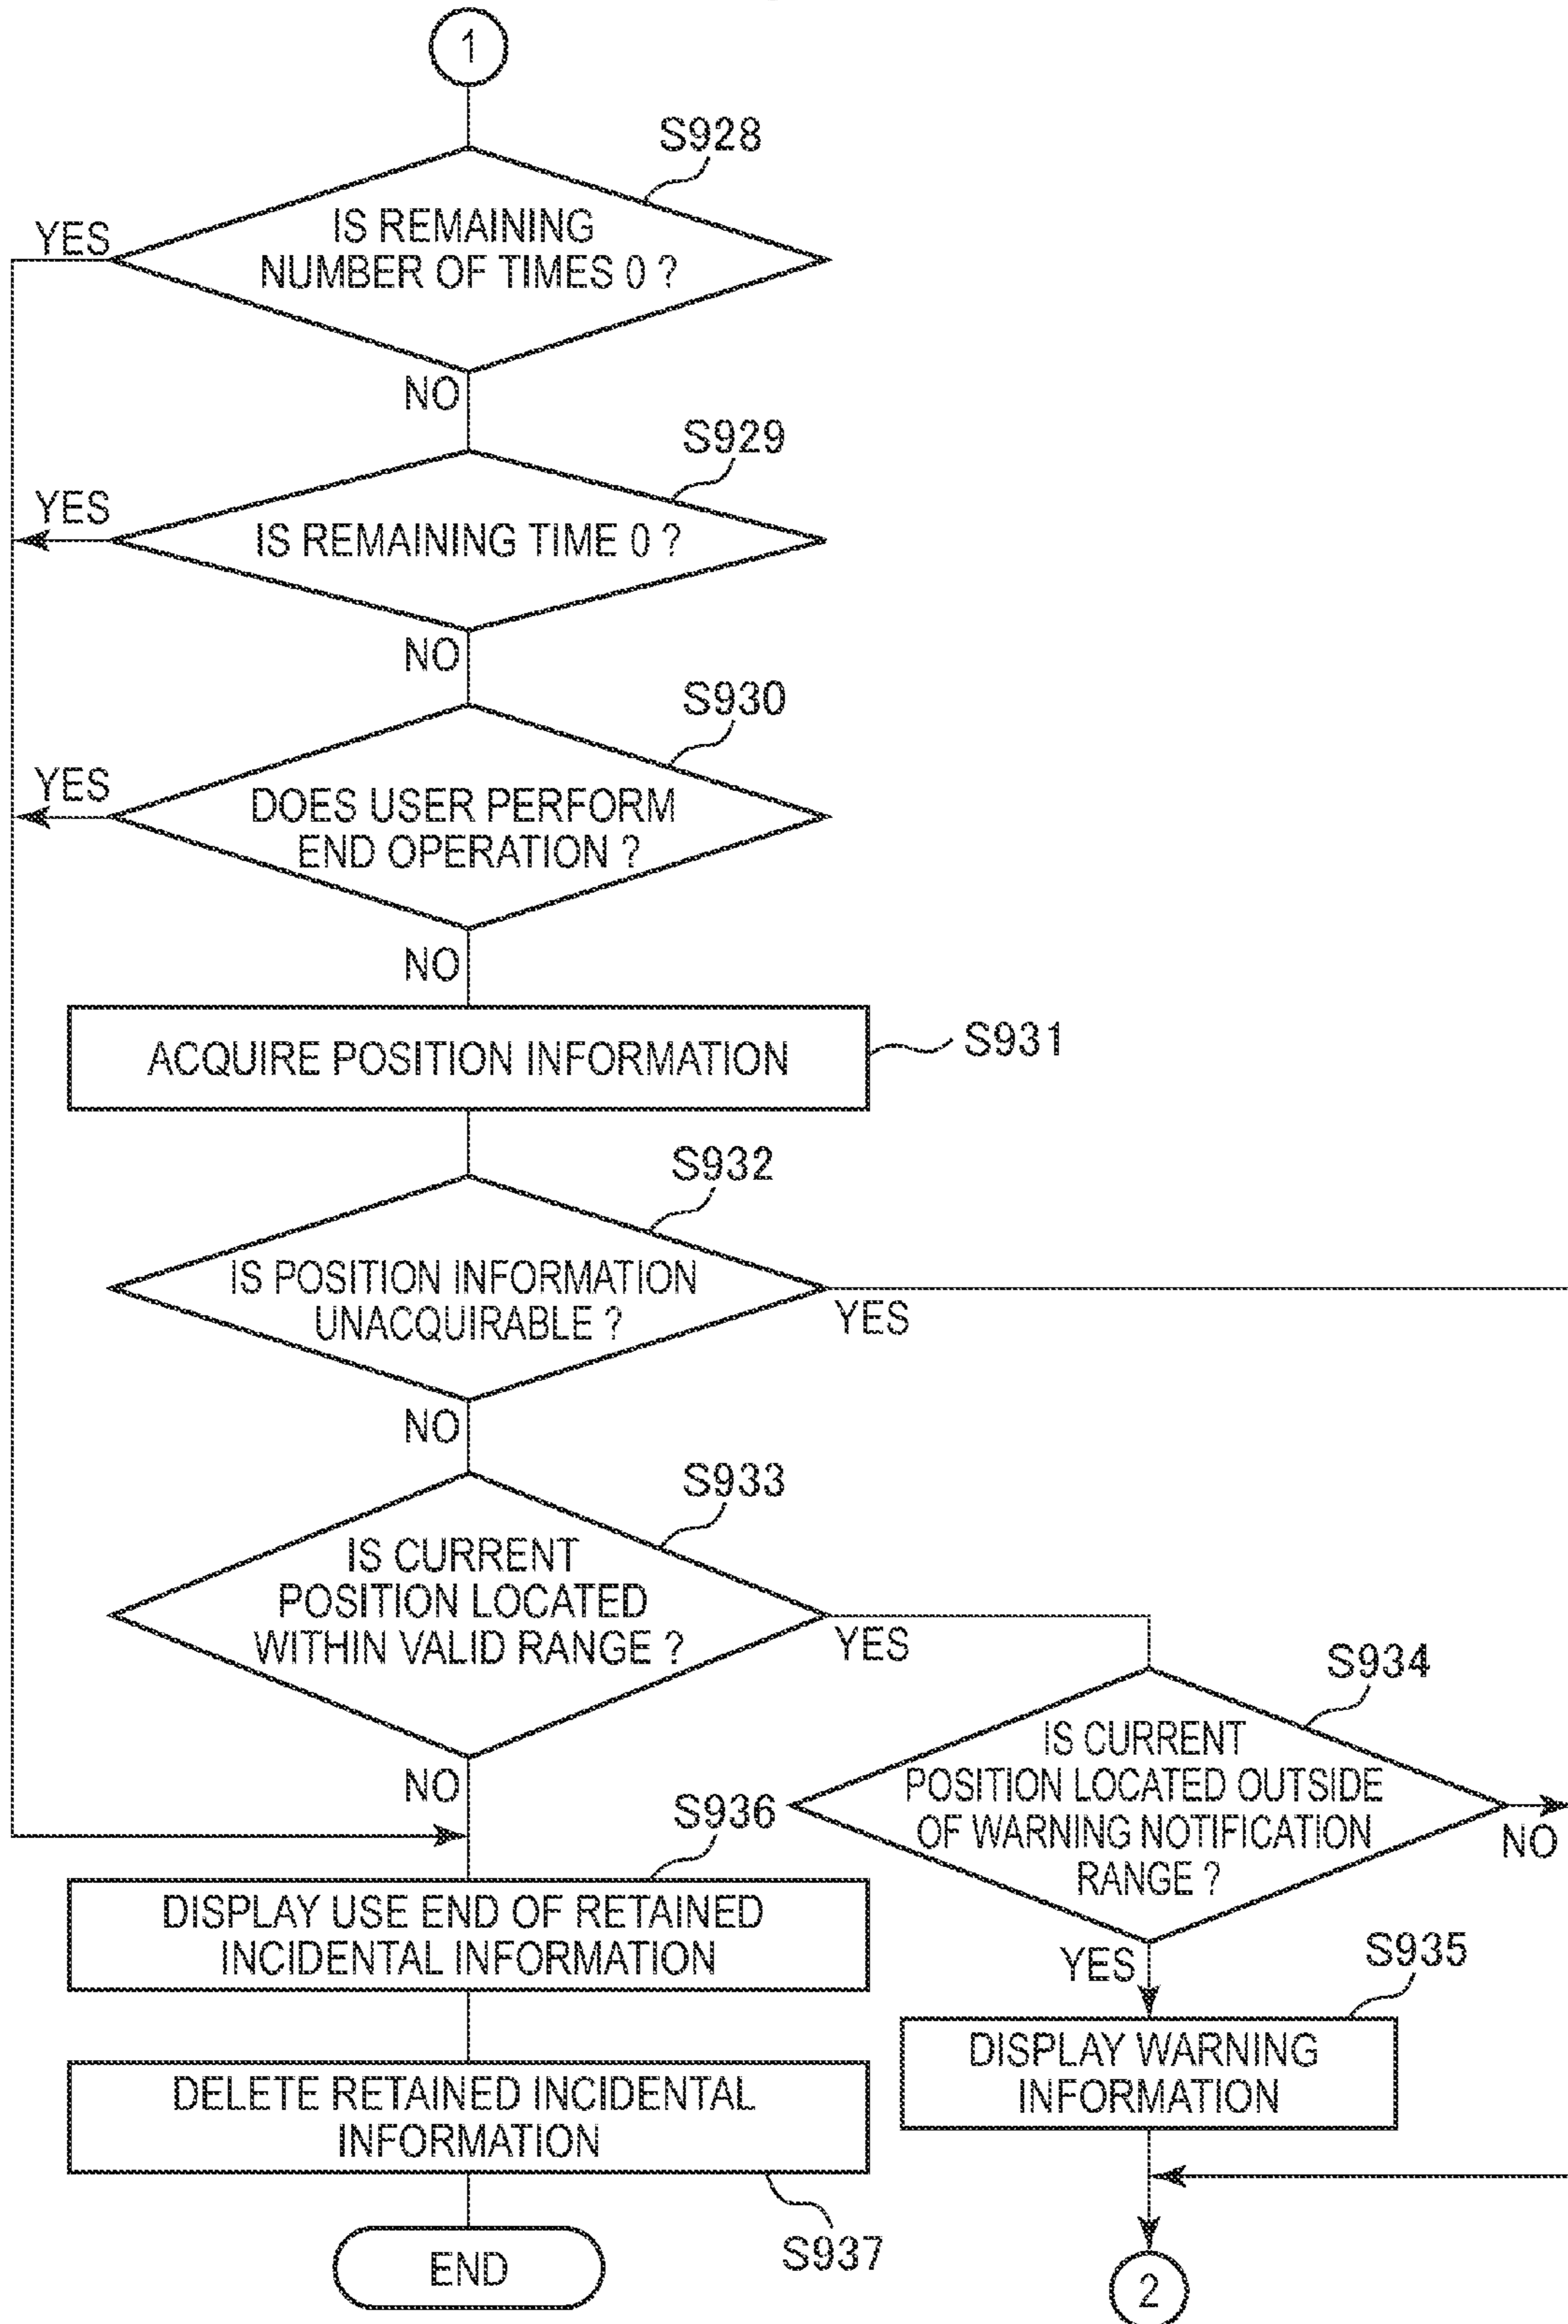 1
S928
YES
IS REMAINING
NUMBER OF TIMES 0 ?
NO
S929
YES
IS REMAINING TIME 0 ?
NO
S930
YES
DOES USER PERFORM
END OPERATION ?
NO
ACQUIRE POSITION INFORMATION
S931
S932
IS POSITION INFORMATION
UNACQUIRABLE ?
YES
NO
S933
IS CURRENT
POSITION LOCATED
WITHIN VALID RANGE ?
YES
NO
S934
IS CURRENT
POSITION LOCATED OUTSIDE
OF WARNING NOTIFICATION
RANGE ?
NO
YES
S936
DISPLAY USE END OF RETAINED
INCIDENTAL INFORMATION
S935
DISPLAY WARNING
INFORMATION
DELETE RETAINED INCIDENTAL
INFORMATION
S937
END
2